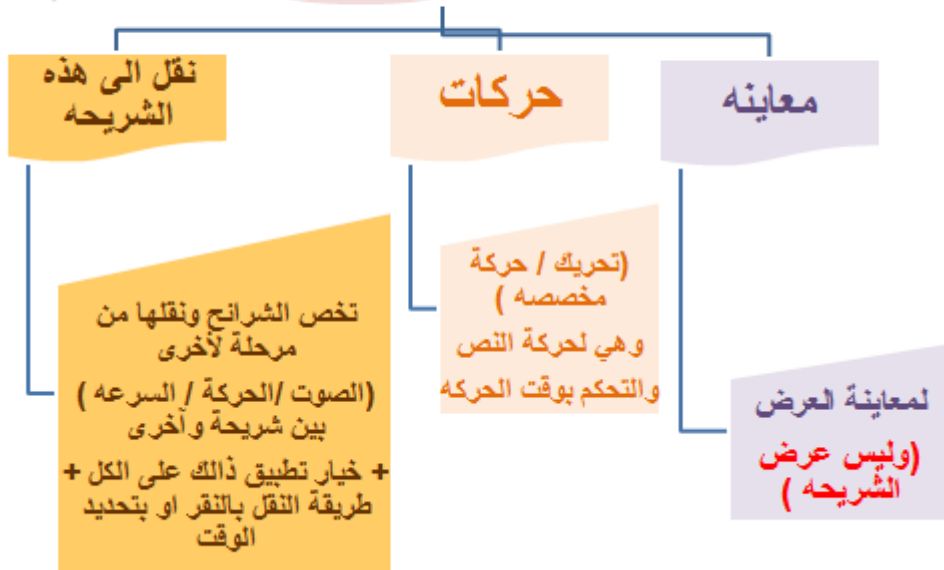 معاينه
حركات
نقل الى هذه
الشريحه
لمعاينة العرض
(وليس عرض
الشريحه )
(تحريك / حركة
مخصصه )
وهي لحركة النص
والتحكم بوقت الحركه
تخص الشرائح ونقلها من
مرحلة لأخرى
(الصوت /الحركة / السرعه )
بين شريحة وآخرى
+ خيار تطبيق ذالك على الكل +
طريقة النقل بالنقر او بتحديد
الوقت